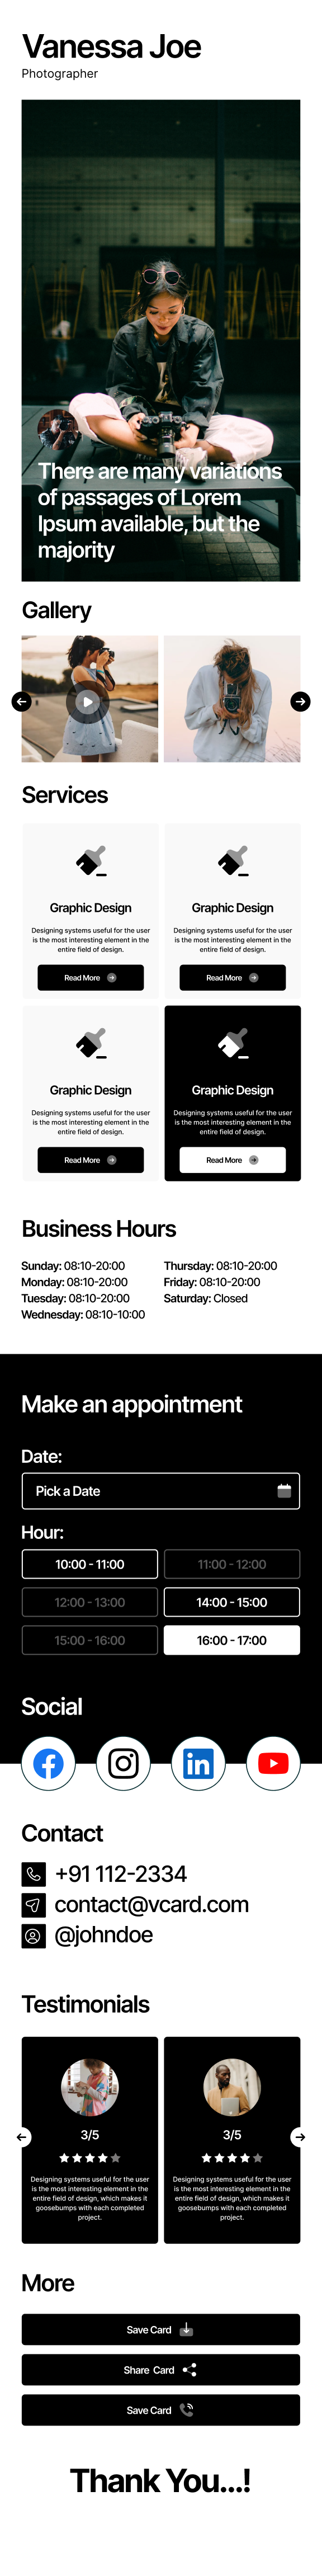 Vanessa Joe
Photographer
There are many variations
of passages of Lorem
Ipsum available, but the
majority
Gallery
Services
Graphic Design
Designing systems useful for the user
is the most interesting element in the
entire field of design.
Read More
Graphic Design
Designing systems useful for the user
is the most interesting element in the
entire field of design.
Read More
Graphic Design
Designing systems useful for the user
is the most interesting element in the
entire field of design.
Read More
Graphic Design
Designing systems useful for the user
is the most interesting element in the
entire field of design.
Read More
Business Hours
Sunday: 08:10-20:00
Monday: 08:10-20:00
Tuesday: 08:10-20:00
Wednesday: 08:10-10:00
Thursday: 08:10-20:00
Friday: 08:10-20:00
Saturday: Closed
Make an appointment
Date:
Pick a Date
Hour:
10:00 - 11:00
11:00 - 12:00
12:00 - 13:00
14:00 - 15:00
15:00 - 16:00
16:00 - 17:00
Social
Contact
+91 112-2334
contact@vcard.com
@johndoe
Testimonials
3/5
Designing systems useful for the user
is the most interesting element in the
entire field of design, which makes it
goosebumps with each completed
project.
3/5
Designing systems useful for the user
is the most interesting element in the
entire field of design, which makes it
goosebumps with each completed
project.
More
Save Card
Share Card
Save Card
Thank You...!